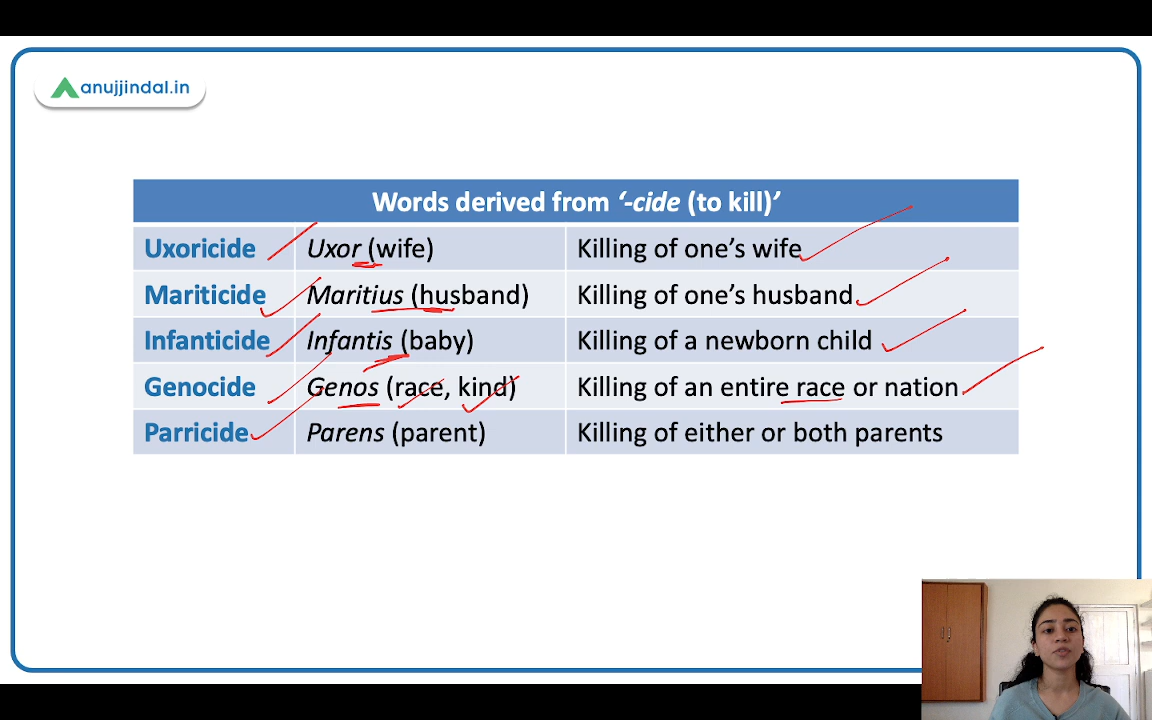 anujjindal.in
Words derived from ‘-cide (to kill)’
Uxoricide Uxor (wife) Killing of one’s wife
Mariticide Maritius (husband) Killing of one’s husband
Infanticide Infantis (baby) Killing of a newborn child
Genocide Genos (race, kind) Killing of an entire race or nation
Parricide Parens (parent) Killing of either or both parents